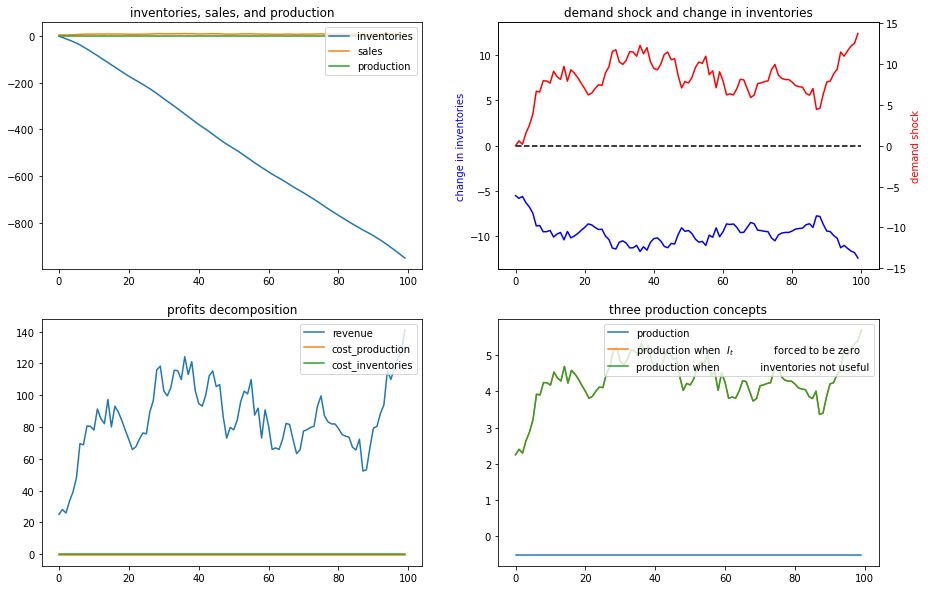 inventories, sales, and production
0
−200
−400
−600
−800
0 20 40 60 80 100
inventories
sales
production
demand shock and change in inventories
change in inventories
10
5
0
−5
−10
0 20 40 60 80 100
15
10
5
0
−5
−10
−15
demand shock
profits decomposition
140
120
100
80
60
40
20
0
0 20 40 60 80 100
revenue
cost_production
cost_inventories
three production concepts
5
4
3
2
1
0
0 20 40 60 80 100
production
production when I_t forced to be zero
production when inventories not useful